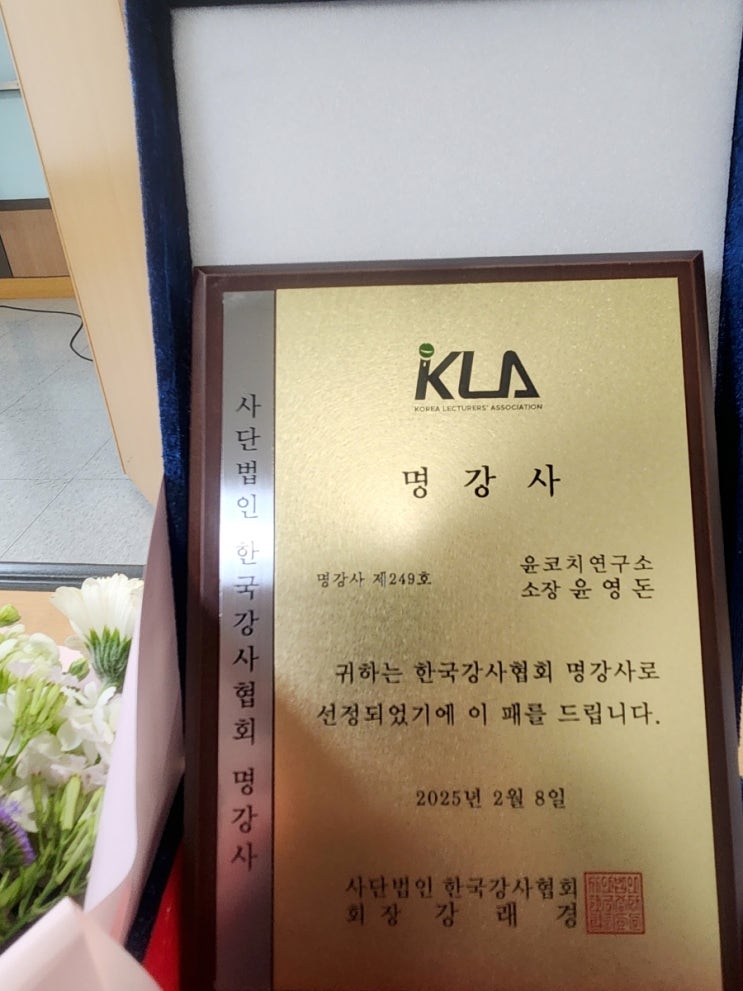 사단법인 한국강사협회 명강사
KLA
KOREA LECTURERS' ASSOCIATION
명 강 사
명강사 제249호
윤코치연구소
소장 윤 영 돈
귀하는 한국강사협회 명강사로
선정되었기에 이 패를 드립니다.
2025년 2월 8일
사단법인 한국강사협회
회 장 강 래 경